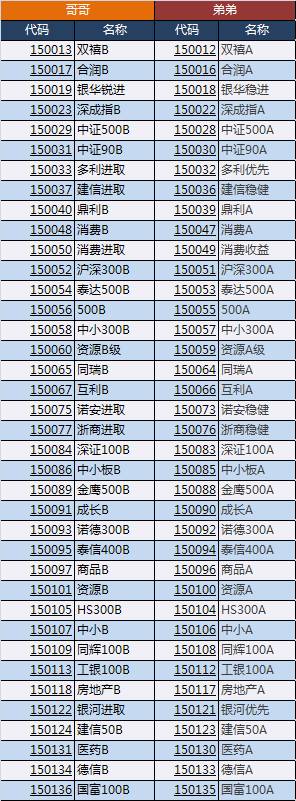 哥哥 弟弟
代码 名称 代码 名称
150013 双禧B 150012 双禧A
150017 合润B 150016 合润A
150019 银华锐进 150018 银华稳进
150023 深成指B 150022 深成指A
150029 中证500B 150028 中证500A
150031 中证90B 150030 中证90A
150033 多利进取 150032 多利优先
150037 建信进取 150036 建信稳健
150040 鼎利B 150039 鼎利A
150048 消费B 150047 消费A
150050 消费进取 150049 消费收益
150052 沪深300B 150051 沪深300A
150054 泰达500B 150053 泰达500A
150056 500B 150055 500A
150058 中小300B 150057 中小300A
150060 资源B级 150059 资源A级
150065 同瑞B 150064 同瑞A
150067 互利B 150066 互利A
150075 诺安进取 150073 诺安稳健
150077 浙商进取 150076 浙商稳健
150084 深证100B 150083 深证100A
150086 中小板B 150085 中小板A
150089 金鹰500B 150088 金鹰500A
150091 成长B 150090 成长A
150093 诺德300B 150092 诺德300A
150095 泰信400B 150094 泰信400A
150097 商品B 150096 商品A
150101 资源B 150100 资源A
150105 HS300B 150104 HS300A
150107 中小B 150106 中小A
150109 同辉100B 150108 同辉100A
150113 工银100B 150112 工银100A
150118 房地产B 150117 房地产A
150122 银河进取 150121 银河优先
150124 建信50B 150123 建信50A
150131 医药B 150130 医药A
150134 德信B 150133 德信A
150136 国富100B 150135 国富100A